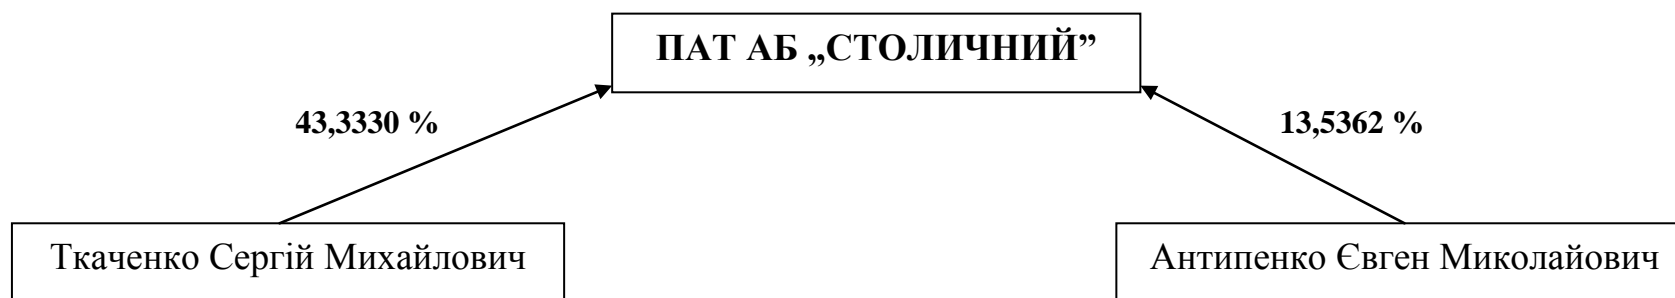 ПАТ АБ „СТОЛИЧНИЙ”
43,3330 %
13,5362 %
Ткаченко Сергій Михайлович
Антипенко Євген Миколайович